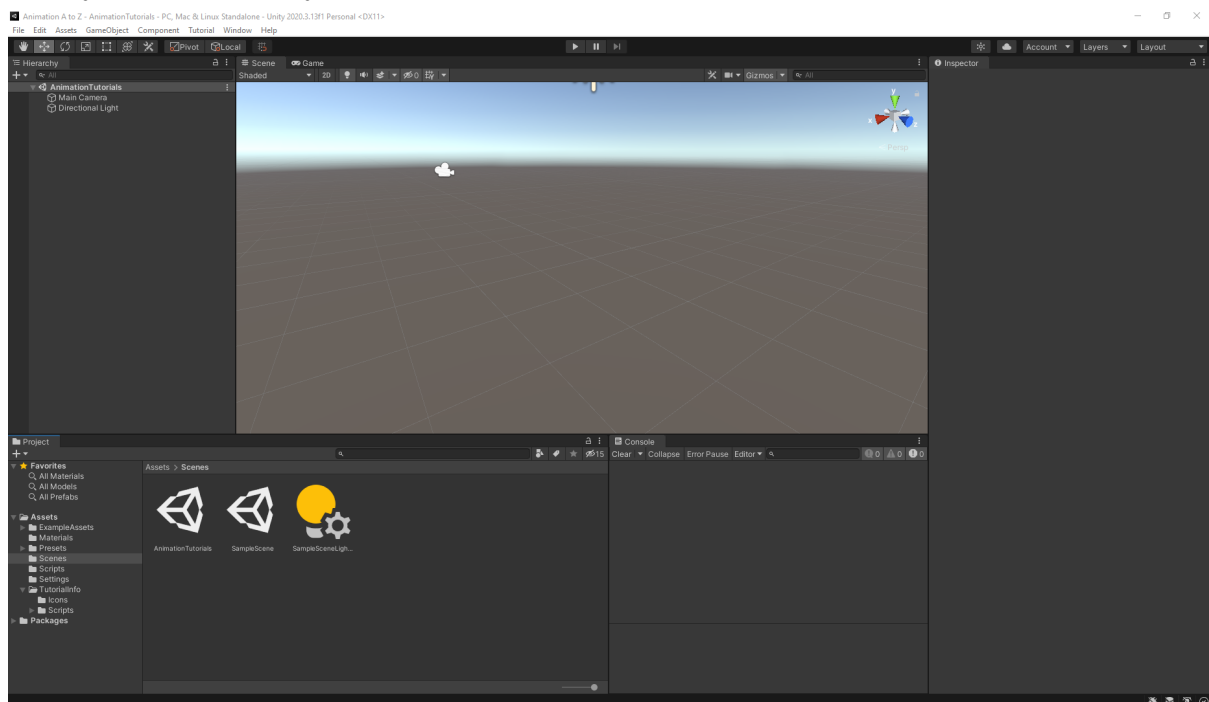 Animation A to Z - AnimationTutorials - PC, Mac & Linux Standalone - Unity 2020.3.13f1 Personal <DX11>
File Edit Assets GameObject Component Tutorial Window Help
Pivot Local Account Layers Layout
Hierarchy
All
AnimationTutorials
Main Camera
Directional Light
Scene Game
Shaded 2D 0 Gizmos All
y
x z
Persp
Inspector
Project
15
Favorites
All Materials
All Models
All Prefabs
Assets
ExampleAssets
Materials
Presets
Scenes
Scripts
Settings
TutorialInfo
Icons
Scripts
Packages
Assets > Scenes
AnimationTutorials SampleScene SampleSceneLigh...
Console
Clear Collapse Error Pause Editor 0 0 0